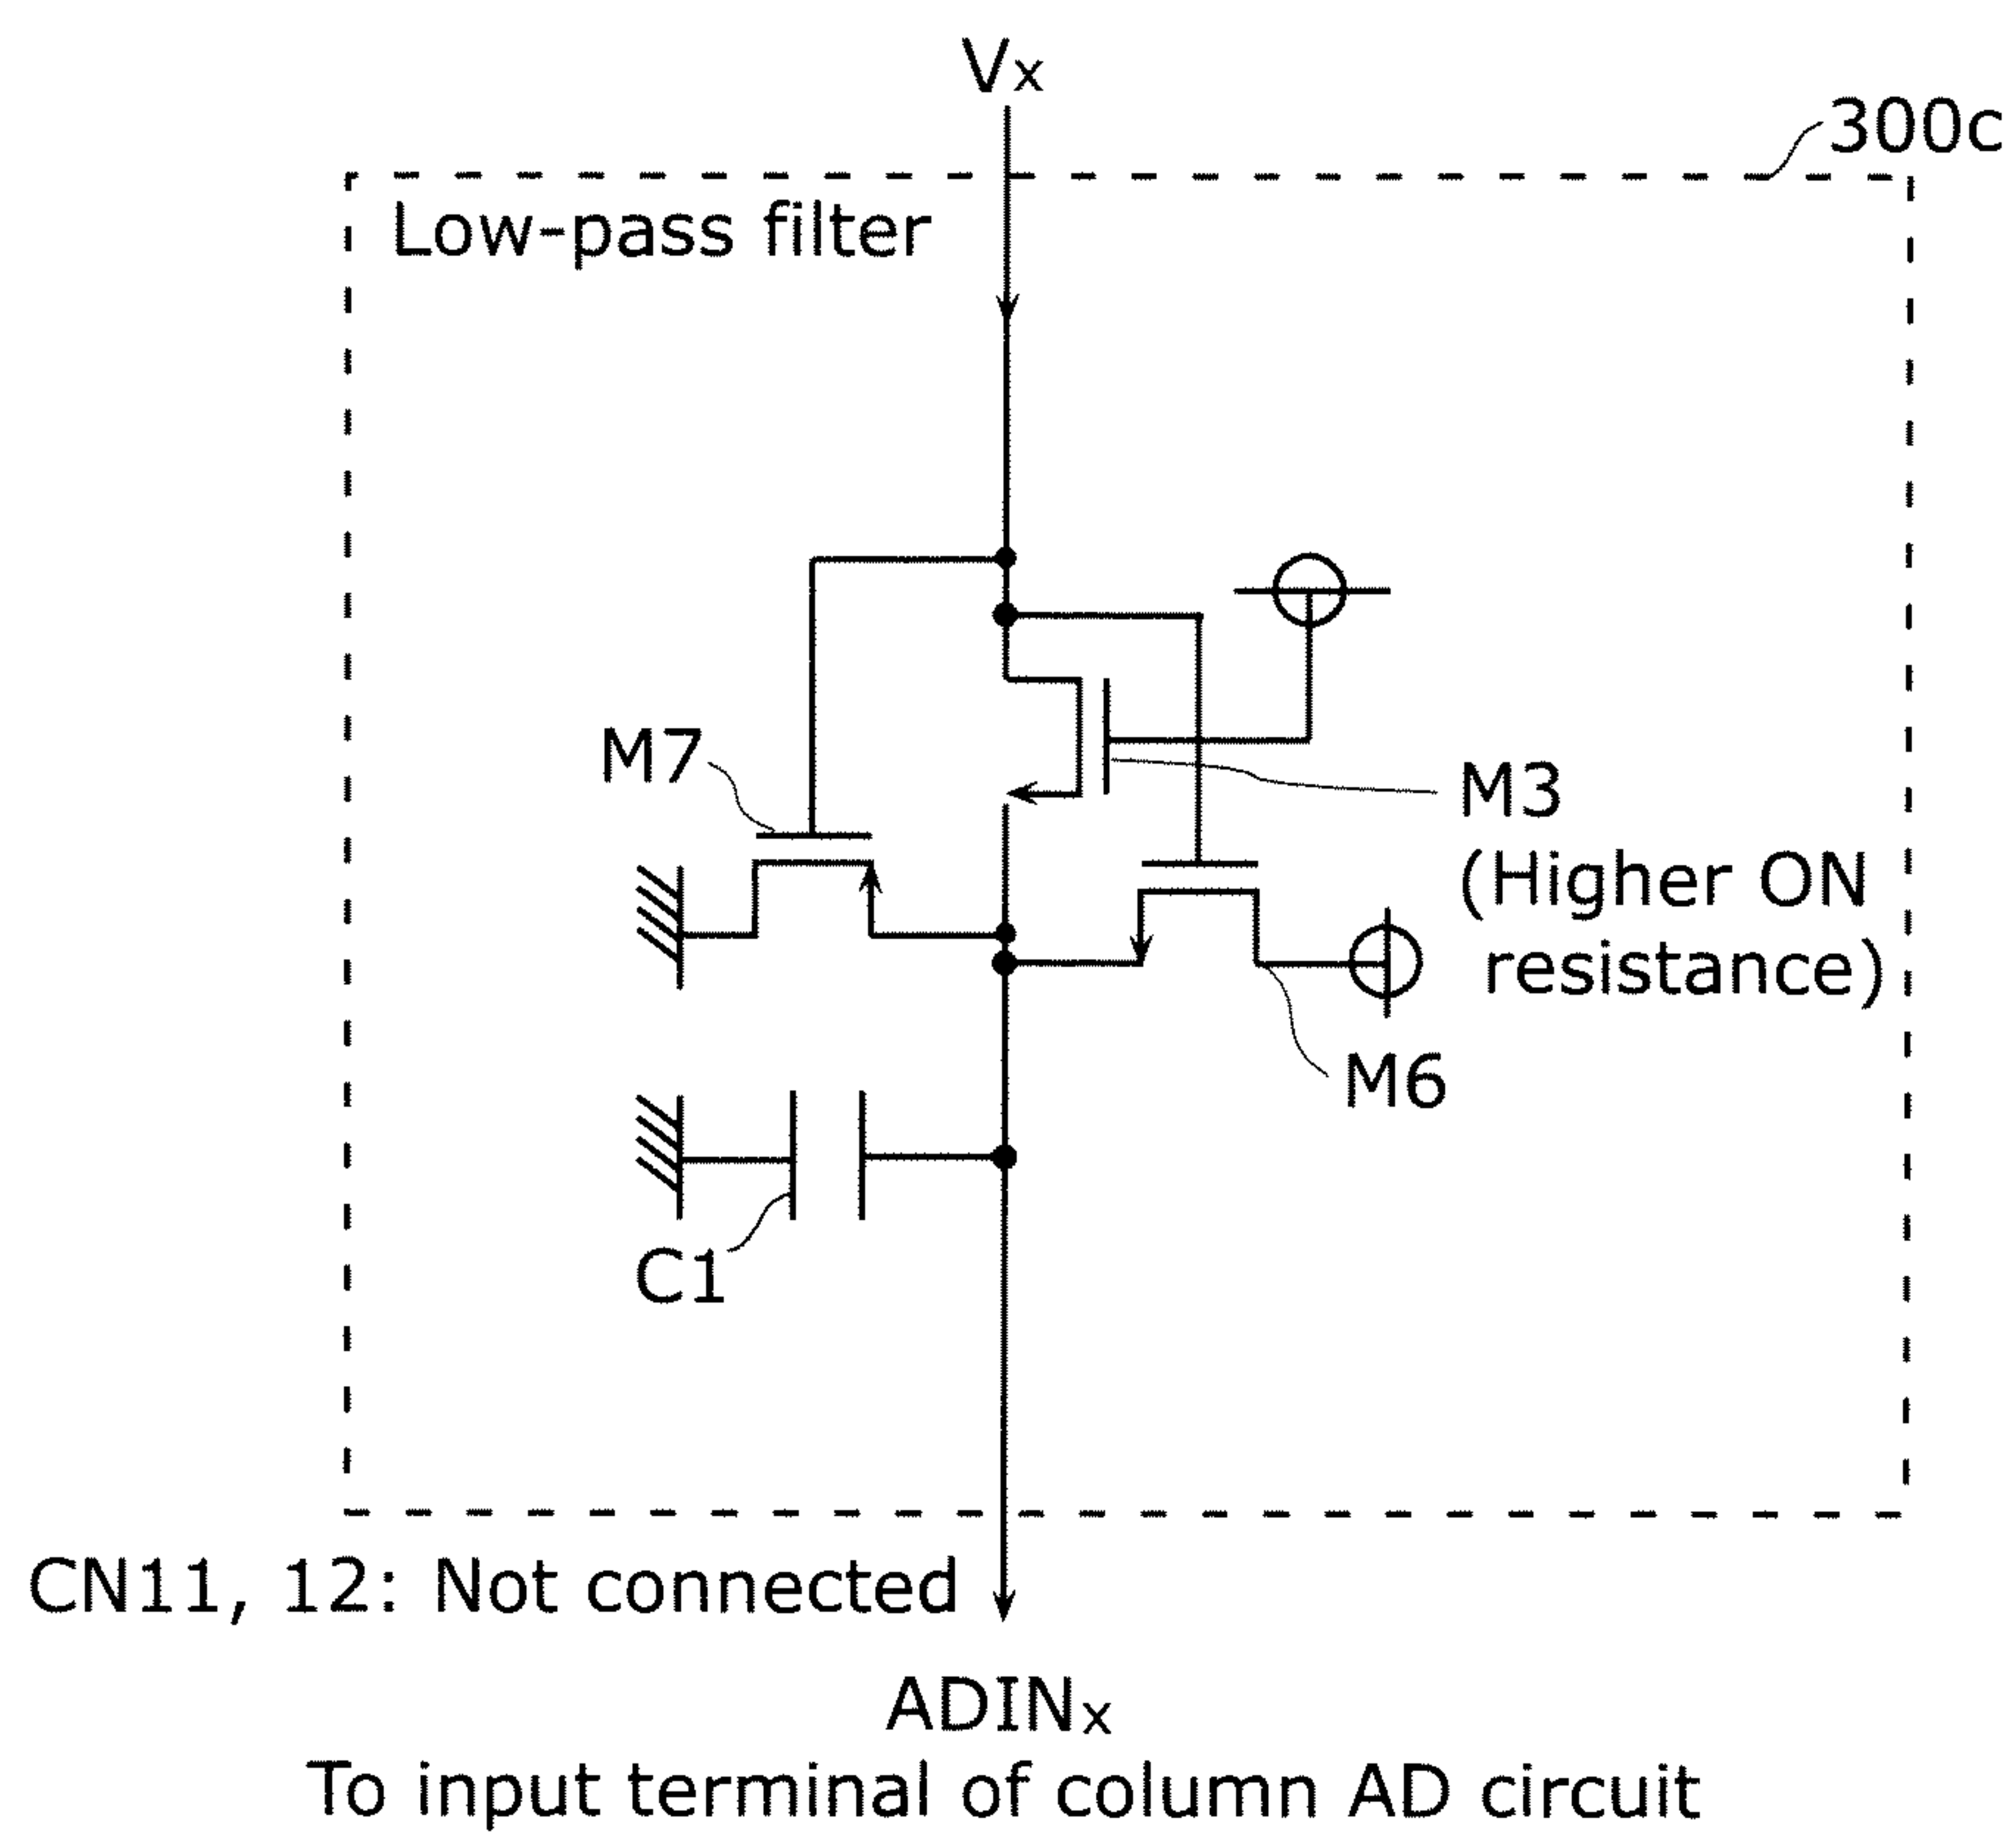 Vx
300c
Low-pass filter
M7
M3
(Higher ON
resistance)
M6
C1
CN11, 12: Not connected
ADINx
To input terminal of column AD circuit